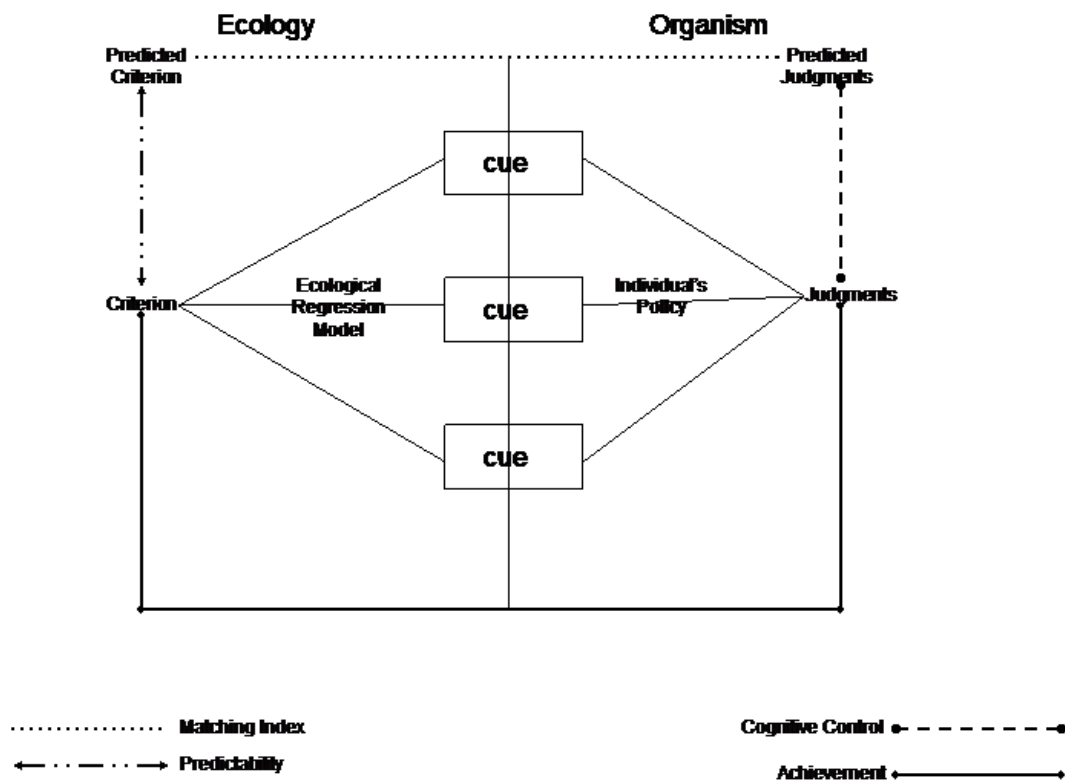 Ecology
Organism
Predicted
Criterion
Predicted
Judgments
cue
Criterion
Ecological
Regression
Model
cue
Individual's
Policy
Judgments
cue
Matching Index
Cognitive Control
Predictability
Achievement